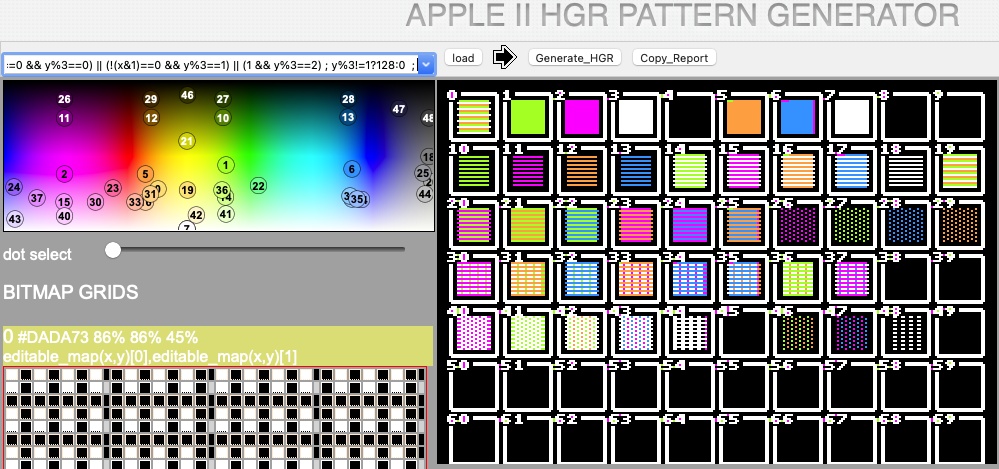 APPLE II HGR PATTERN GENERATOR
:=0 && y%3==0) || (!(x&1)==0 && y%3==1) || (1 && y%3==2) ; y%3!=1?128:0 ;
load Generate_HGR Copy_Report
26 29 46 27 28 47
11 12 10 13 48
21
2 5 1 6 18
25
24 23 19 36 22
37 15 30 33 31 35 44
43 40 42 41
7
dot select
BITMAP GRIDS
0 #DADA73 86% 86% 45%
editable_map(x,y)[0],editable_map(x,y)[1]
0 1 2 3 4 5 6 7 8 9
10 11 12 13 14 15 16 17 18 19
20 21 22 23 24 25 26 27 28 29
30 31 32 33 34 35 36 37 38 39
40 41 42 43 44 45 46 47 48 49
50 51 52 53 54 55 56 57 58 59
60 61 62 63 64 65 66 67 68 69